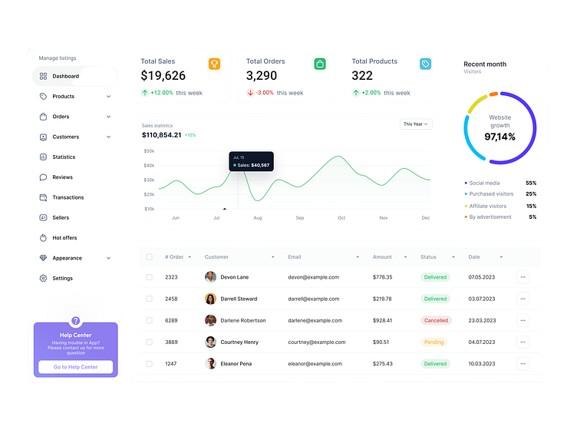 Manage listings
Dashboard
Products
Orders
Customers
Statistics
Reviews
Transactions
Sellers
Hot offers
Appearance
Settings
?
Help Center
Having trouble in App?
Please contact us for more
question
Go to Help Center
Total Sales
$19,626
+12.00% this week
Total Orders
3,290
-3.00% this week
Total Products
322
+2.00% this week
Sales statistics
$110,854.21 +10%
This Year
$50k
$40k
$30k
$20k
$10k
JUL, 15
Sales: $40,567
Jun Jul Aug Sep Oct Nov Dec
Recent month
Visitors
Website
growth
97,14%
Social media 55%
Purchased visitors 25%
Affiliate visitors 15%
By advertisement 5%
# Order Customer Email Amount Status Date
2323 Devon Lane devon@example.com $778.35 Delivered 07.05.2023
2458 Darrell Steward darrell@example.com $219.78 Delivered 03.07.2023
6289 Darlene Robertson darlene@example.com $928.41 Cancelled 23.03.2023
3869 Courtney Henry courtney@example.com $90.51 Pending 04.07.2023
1247 Eleanor Pena eleanor@example.com $275.43 Delivered 10.03.2023